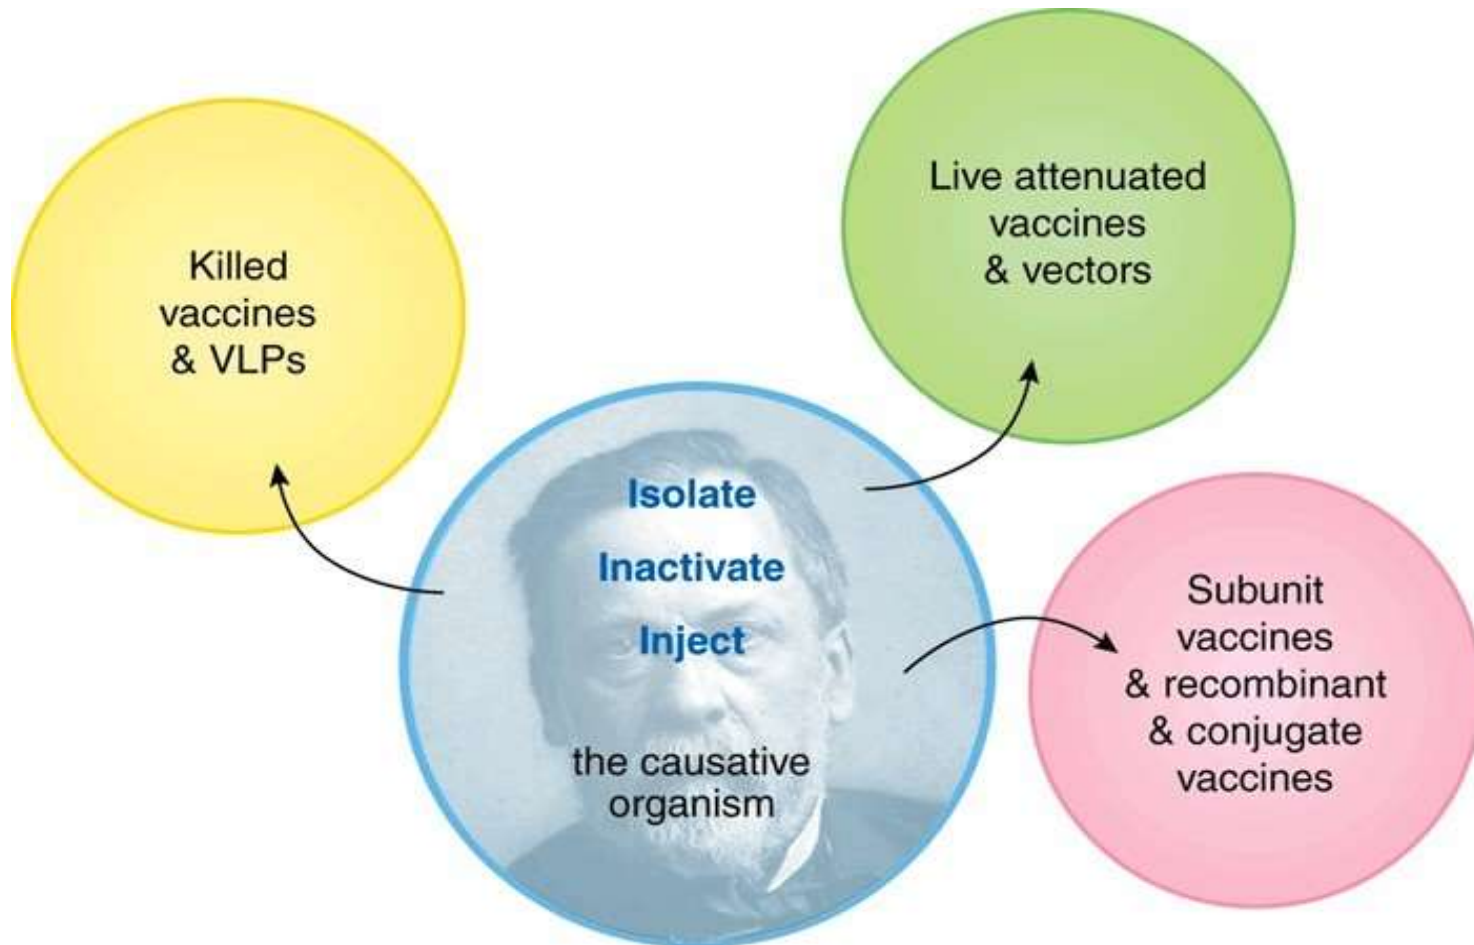 Killed
vaccines
& VLPs
Live attenuated
vaccines
& vectors
Isolate
Inactivate
Inject
the causative
organism
Subunit
vaccines
& recombinant
& conjugate
vaccines